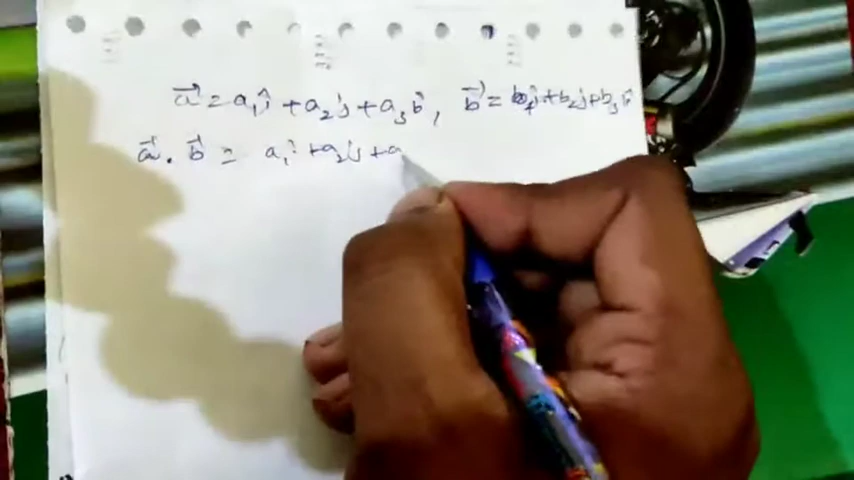 a⃗ = a₁î + a₂ĵ + a₃k̂, b⃗ = b₁î + b₂ĵ + b₃k̂
a⃗ . b⃗ = a₁î + a₂ĵ + a